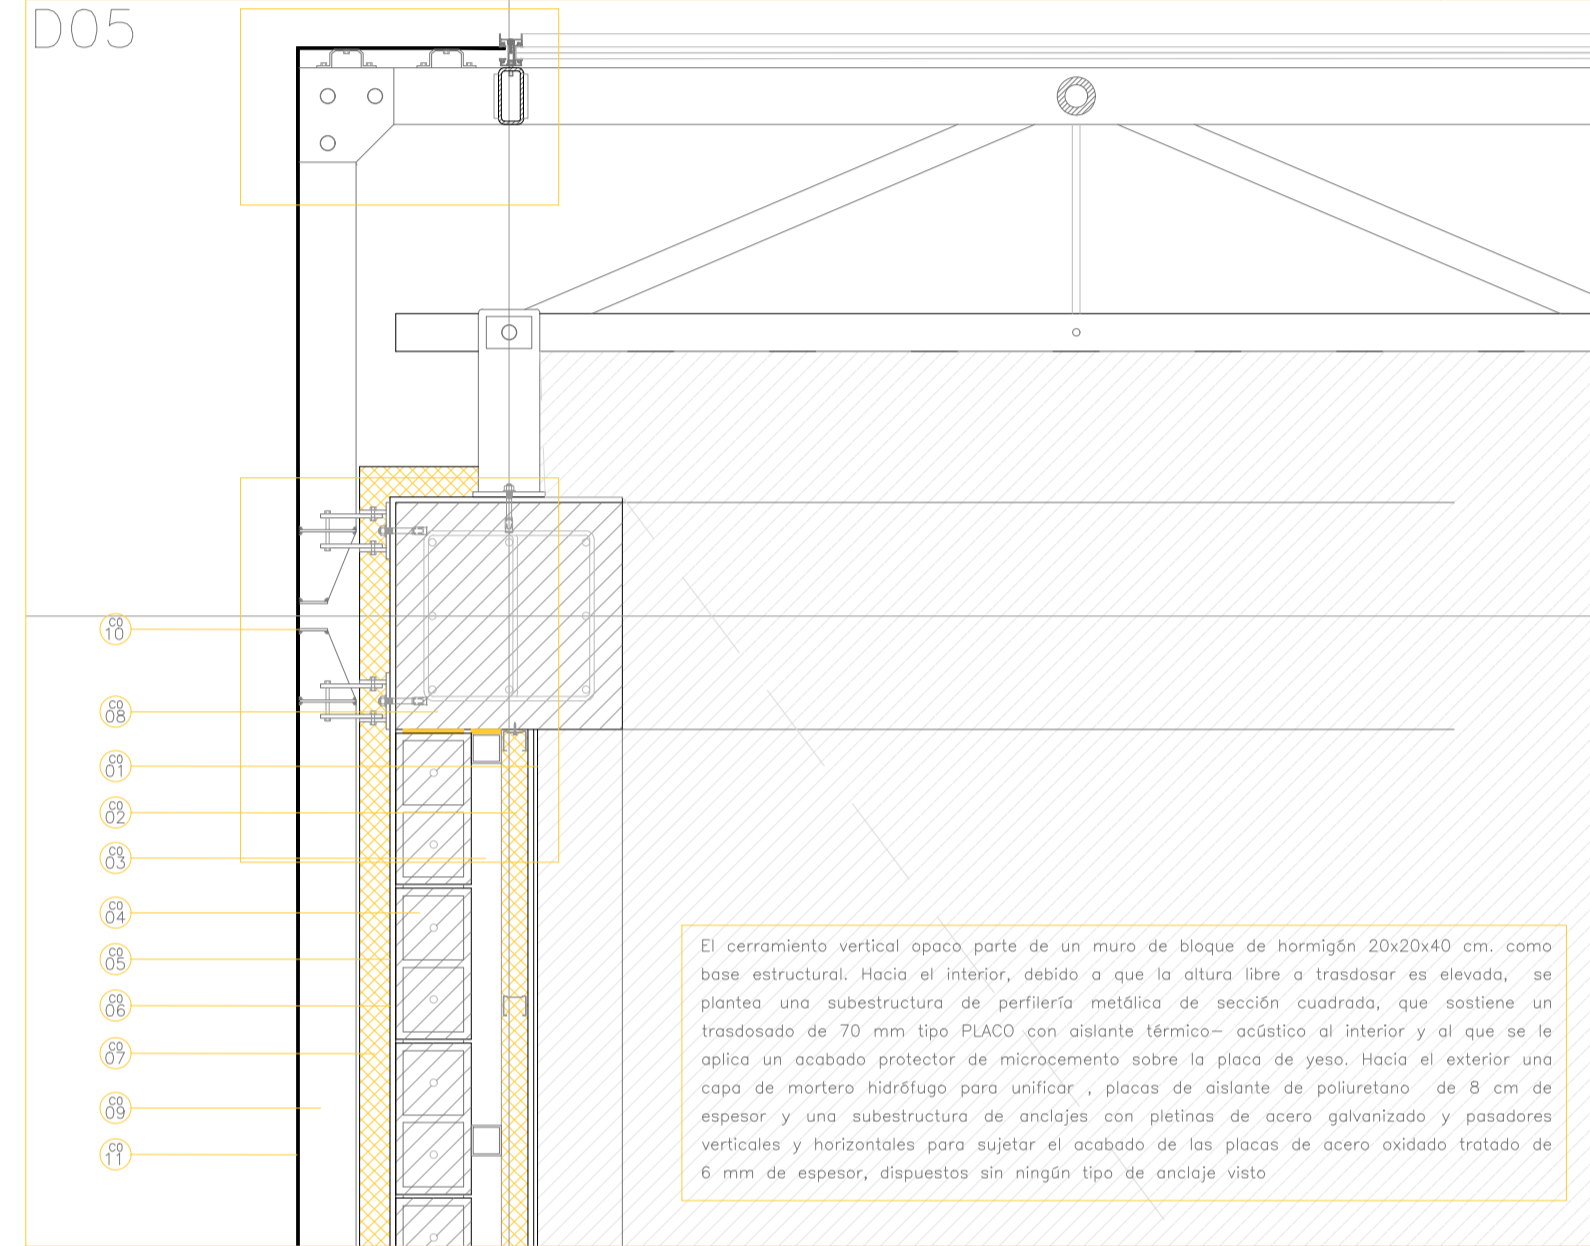 D05
CO
10
CO
08
CO
01
CO
02
CO
03
CO
04
CO
05
CO
06
CO
07
CO
09
CO
11
El cerramiento vertical opaco parte de un muro de bloque de hormigón 20x20x40 cm. como
base estructural. Hacia el interior, debido a que la altura libre a trasdosar es elevada, se
plantea una subestructura de perfilería metálica de sección cuadrada, que sostiene un
trasdosado de 70 mm tipo PLACO con aislante térmico– acústico al interior y al que se le
aplica un acabado protector de microcemento sobre la placa de yeso. Hacia el exterior una
capa de mortero hidrófugo para unificar , placas de aislante de poliuretano de 8 cm de
espesor y una subestructura de anclajes con pletinas de acero galvanizado y pasadores
verticales y horizontales para sujetar el acabado de las placas de acero oxidado tratado de
6 mm de espesor, dispuestos sin ningún tipo de anclaje visto